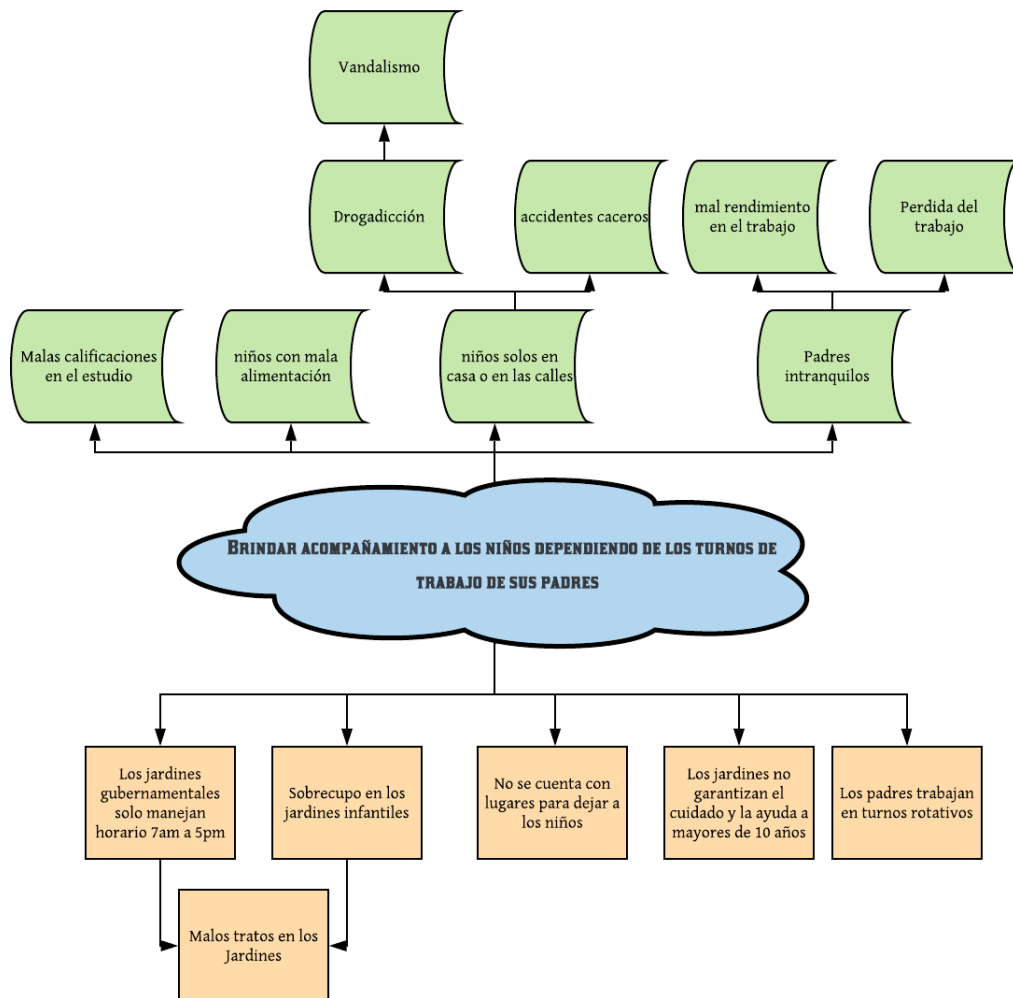 Vandalismo
Drogadicción
accidentes caceros
mal rendimiento
en el trabajo
Perdida del
trabajo
Malas calificaciones
en el estudio
niños con mala
alimentación
niños solos en
casa o en las calles
Padres
intranquilos
BRINDAR ACOMPAÑAMIENTO A LOS NIÑOS DEPENDIENDO DE LOS TURNOS DE
TRABAJO DE SUS PADRES
Los jardines
gubernamentales
solo manejan
horario 7am a 5pm
Sobrecupo en los
jardines infantiles
No se cuenta con
lugares para dejar a
los niños
Los jardines no
garantizan el
cuidado y la ayuda a
mayores de 10 años
Los padres trabajan
en turnos rotativos
Malos tratos en los
Jardines